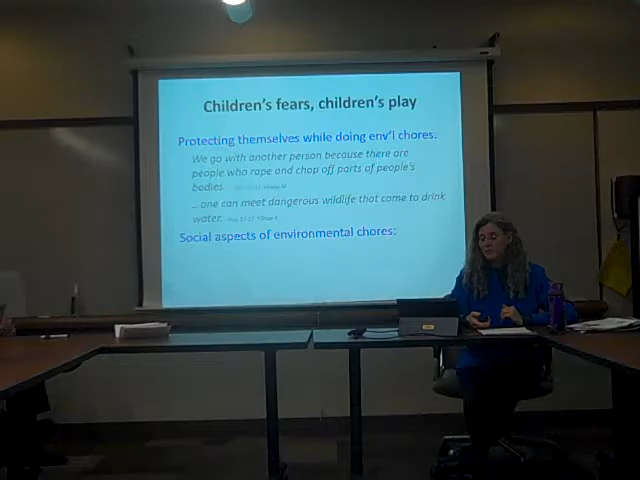 Children's fears, children's play
Protecting themselves while doing env'l chores:
We go with another person because there are
people who rape and chop off parts of people's
bodies.
... one can meet dangerous wildlife that come to drink
water.
Social aspects of environmental chores: